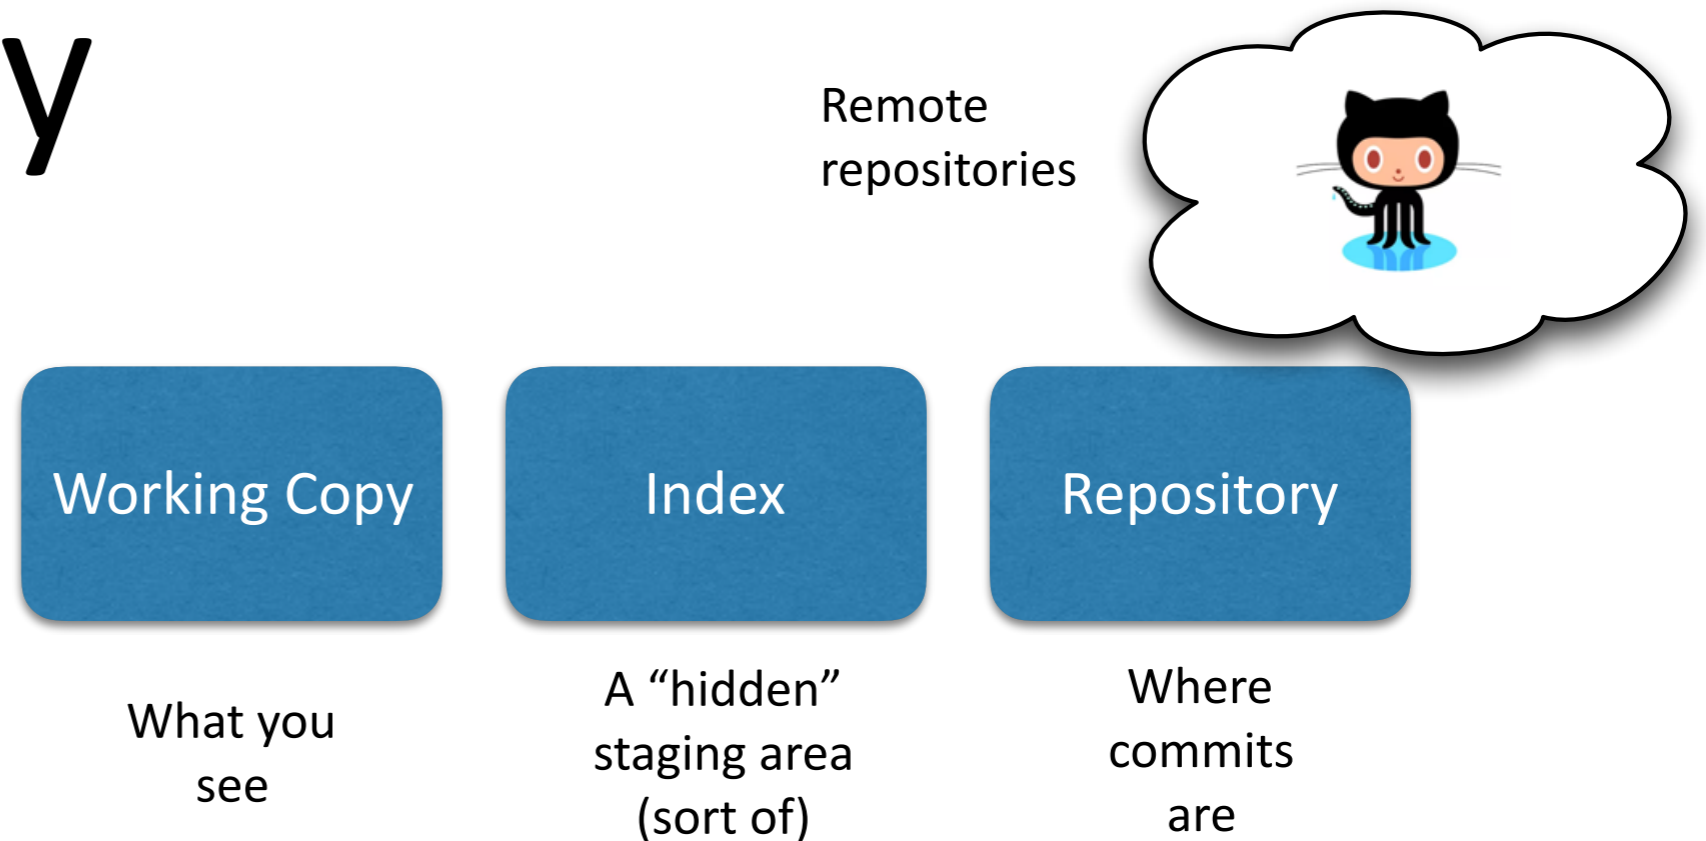 y
Remote
repositories
Working Copy
Index
Repository
What you
see
A “hidden”
staging area
(sort of)
Where
commits
are